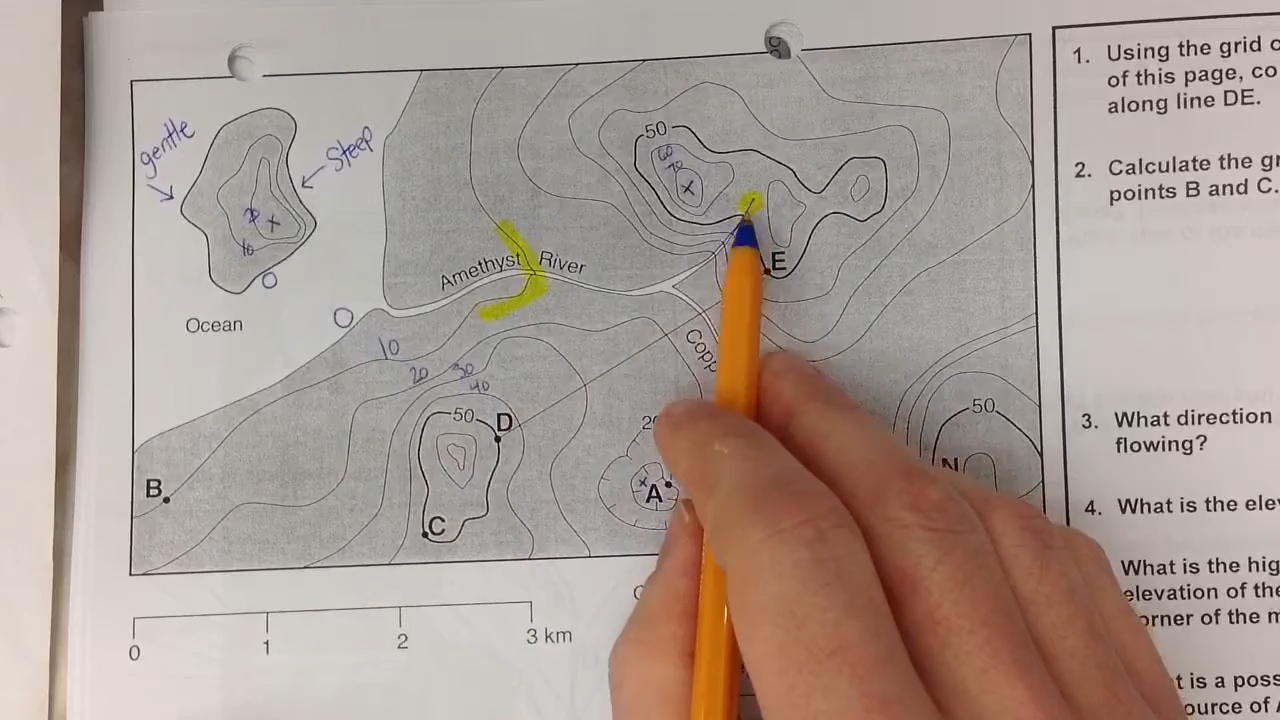 gentle
steep
10
Ocean
0
0
Amethyst River
50
60
70
E
10
20
30
40
50
D
C
B
A
50
N
0 1 2 3 km
1. Using the grid
of this page, co
along line DE.
2. Calculate the gr
points B and C.
3. What direction
flowing?
4. What is the ele
What is the hig
elevation of the
orner of the m
t is a poss
ource of